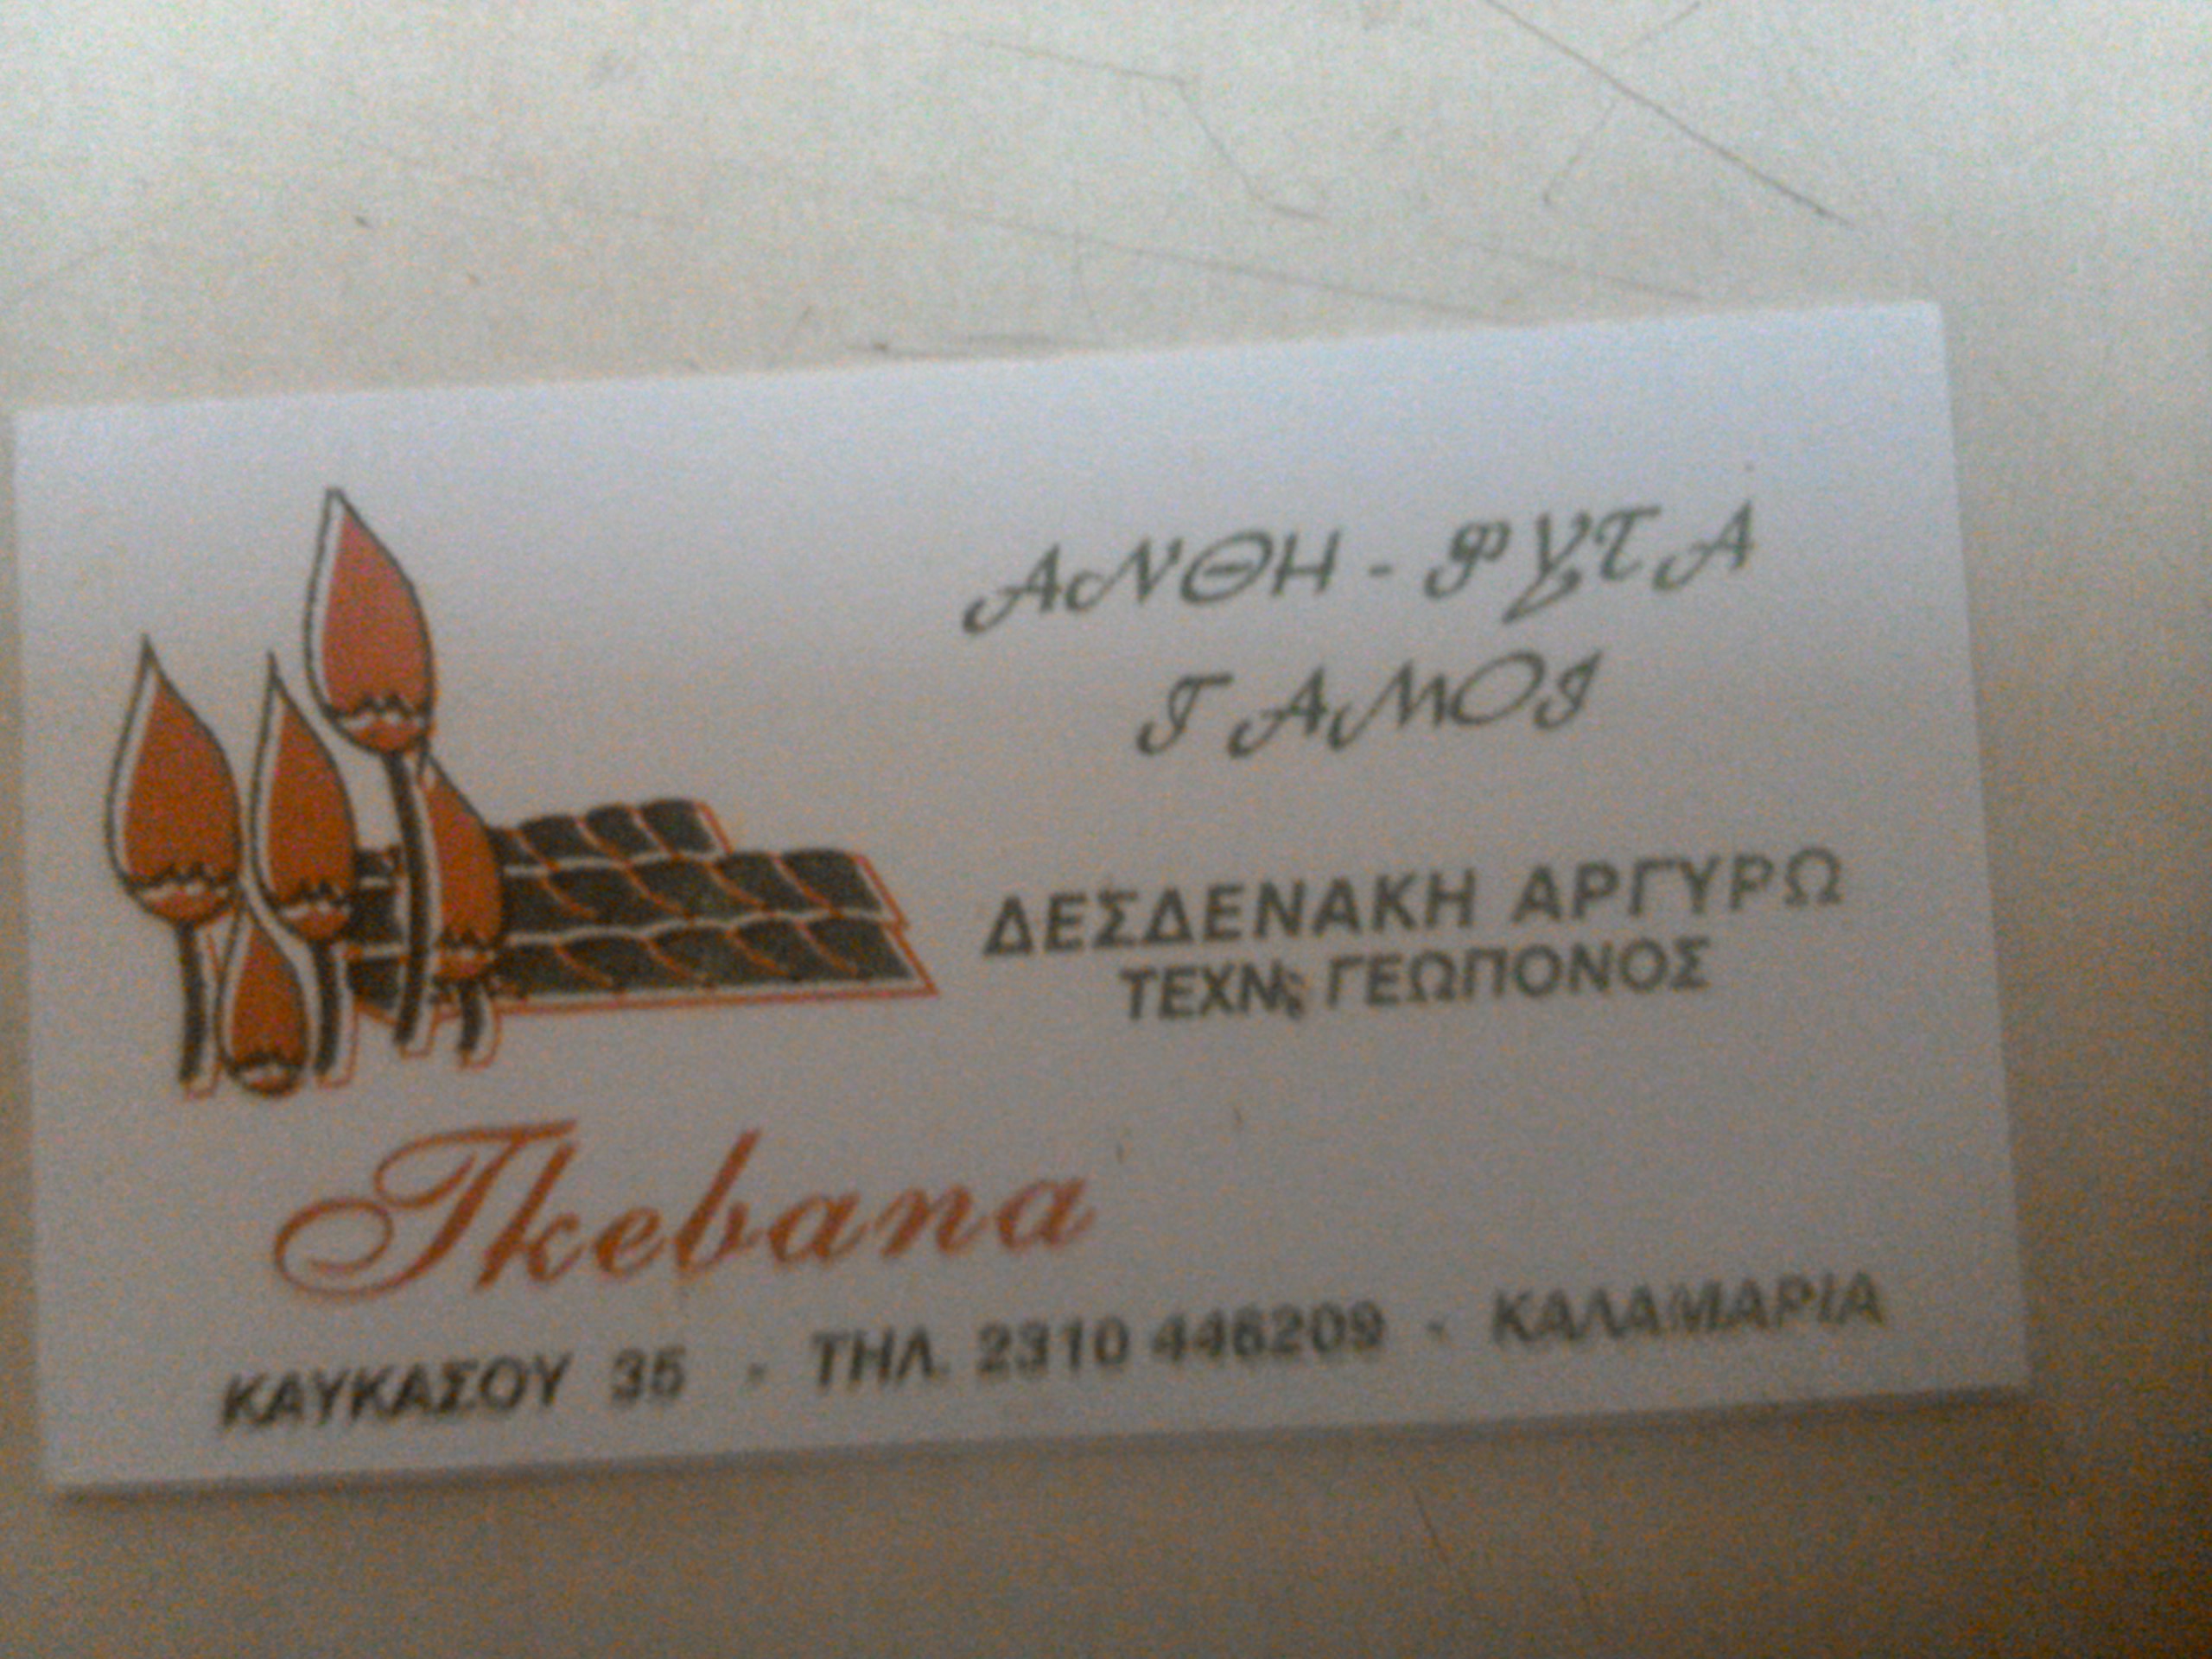 ΑΝΘΗ - ΦΥΤΑ
ΓΑΜΟΙ
ΔΕΣΔΕΝΑΚΗ ΑΡΓΥΡΩ
ΤΕΧΝ. ΓΕΩΠΟΝΟΣ
Ikebana
ΚΑΥΚΑΣΟΥ 35 - ΤΗΛ. 2310 446209 - ΚΑΛΑΜΑΡΙΑ